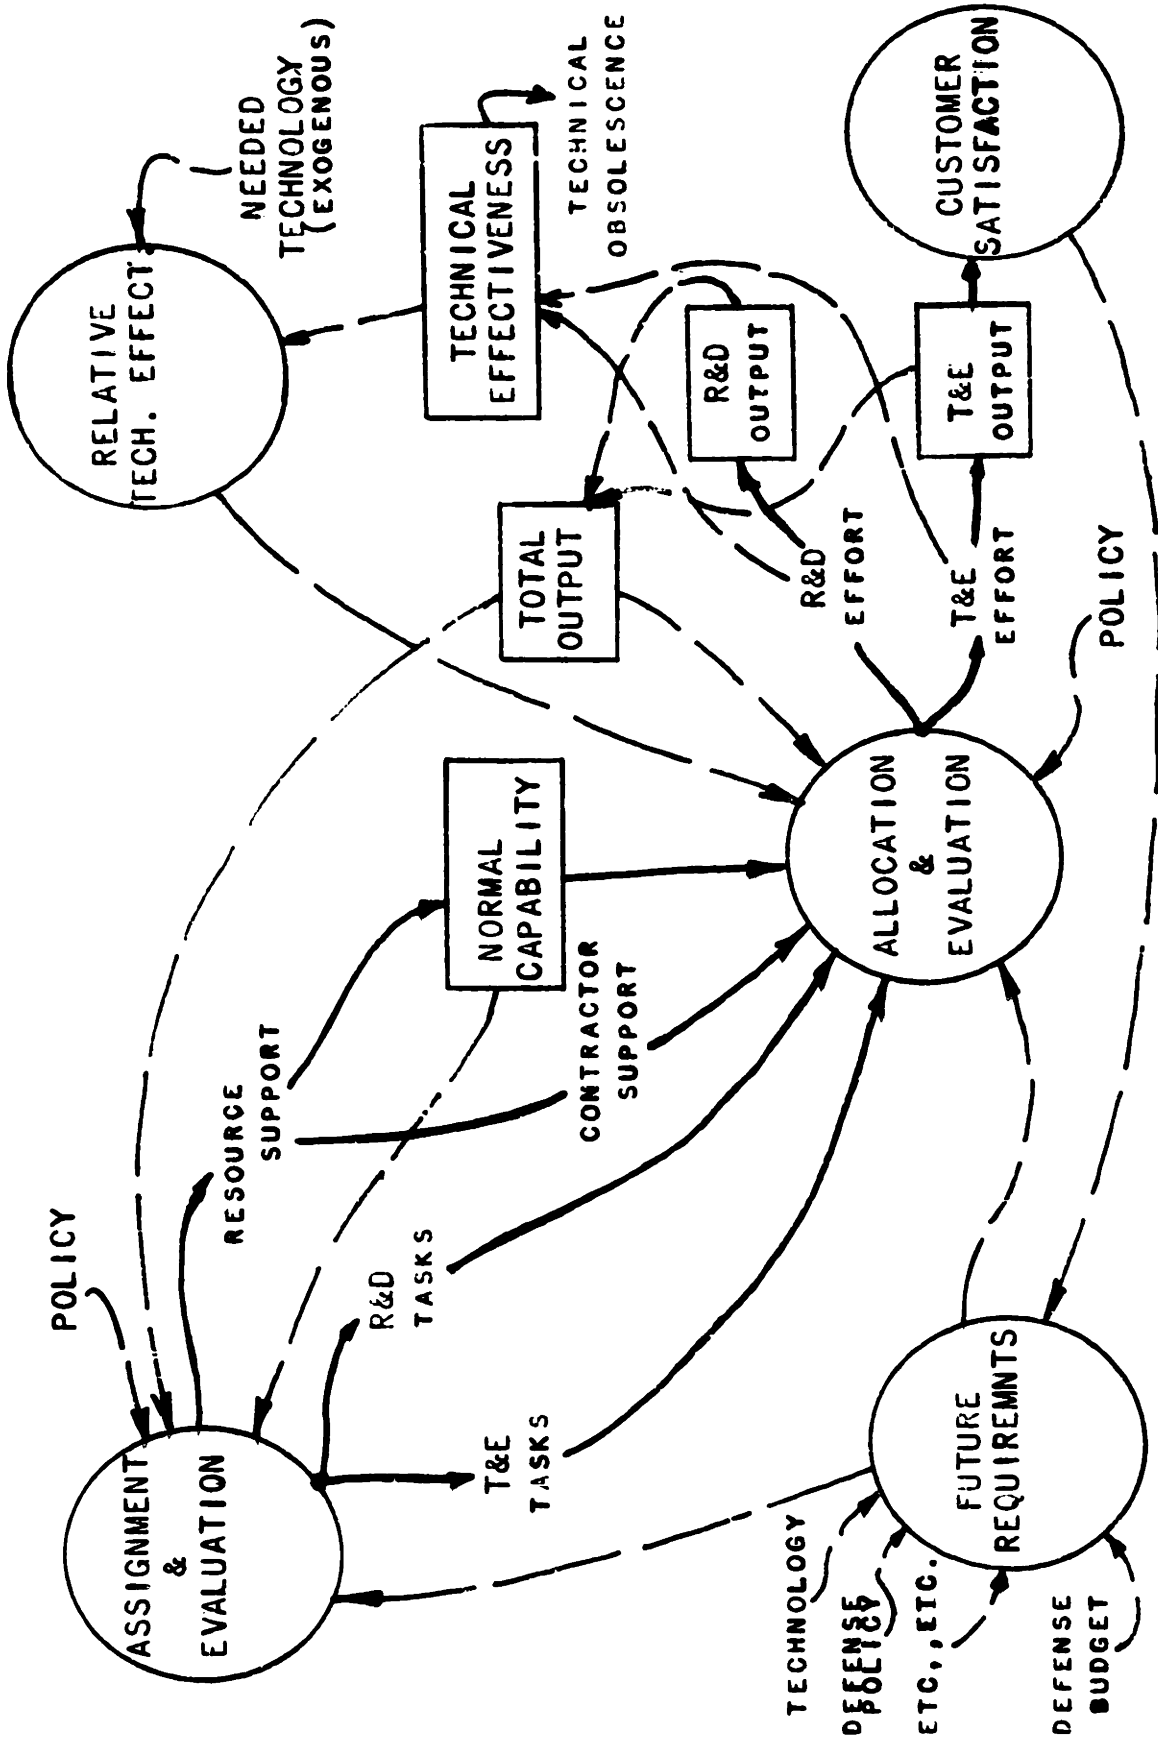 POLICY
ASSIGNMENT
&
EVALUATION
RESOURCE
SUPPORT
R&D
TASKS
T&E
TASKS
NORMAL
CAPABILITY
CONTRACTOR
SUPPORT
RELATIVE
TECH. EFFECT
NEEDED
TECHNOLOGY
(EXOGENOUS)
TECHNICAL
EFFECTIVENESS
TECHNICAL
OBSOLESCENCE
TOTAL
OUTPUT
R&D
OUTPUT
R&D
EFFORT
T&E
EFFORT
T&E
OUTPUT
CUSTOMER
SATISFACTION
ALLOCATION
&
EVALUATION
POLICY
FUTURE
REQUIREMNTS
TECHNOLOGY
DEFENSE
POLICY
ETC,,ETC.
DEFENSE
BUDGET